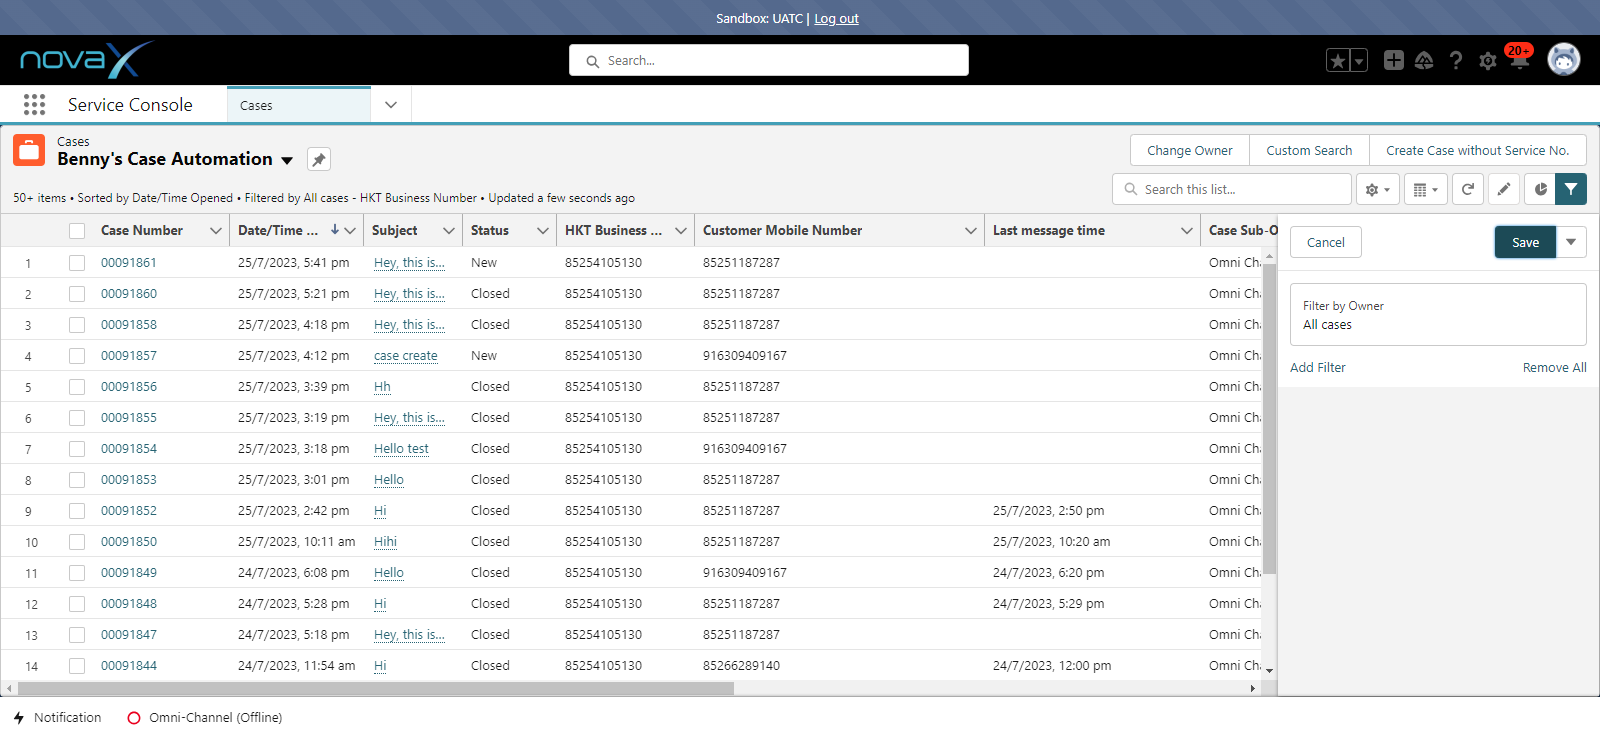 Sandbox: UATC | Log out
novaX
Search...
20+
Service Console
Cases
Cases
Benny's Case Automation
Change Owner
Custom Search
Create Case without Service No.
50+ items • Sorted by Date/Time Opened • Filtered by All cases - HKT Business Number • Updated a few seconds ago
Search this list...
Case Number Date/Time ... Subject Status HKT Business ... Customer Mobile Number Last message time Case Sub-O
1 00091861 25/7/2023, 5:41 pm Hey, this is... New 85254105130 85251187287 Omni Cha
2 00091860 25/7/2023, 5:21 pm Hey, this is... Closed 85254105130 85251187287 Omni Cha
3 00091858 25/7/2023, 4:18 pm Hey, this is... Closed 85254105130 85251187287 Omni Cha
4 00091857 25/7/2023, 4:12 pm case create New 85254105130 916309409167 Omni Cha
5 00091856 25/7/2023, 3:39 pm Hh Closed 85254105130 85251187287 Omni Cha
6 00091855 25/7/2023, 3:19 pm Hey, this is... Closed 85254105130 85251187287 Omni Cha
7 00091854 25/7/2023, 3:18 pm Hello test Closed 85254105130 916309409167 Omni Cha
8 00091853 25/7/2023, 3:01 pm Hello Closed 85254105130 85251187287 Omni Cha
9 00091852 25/7/2023, 2:42 pm Hi Closed 85254105130 85251187287 25/7/2023, 2:50 pm Omni Cha
10 00091850 25/7/2023, 10:11 am Hihi Closed 85254105130 85251187287 25/7/2023, 10:20 am Omni Cha
11 00091849 24/7/2023, 6:08 pm Hello Closed 85254105130 916309409167 24/7/2023, 6:20 pm Omni Cha
12 00091848 24/7/2023, 5:28 pm Hi Closed 85254105130 85251187287 24/7/2023, 5:29 pm Omni Cha
13 00091847 24/7/2023, 5:18 pm Hey, this is... Closed 85254105130 85251187287 Omni Cha
14 00091844 24/7/2023, 11:54 am Hi Closed 85254105130 85266289140 24/7/2023, 12:00 pm Omni Cha
Cancel
Save
Filter by Owner
All cases
Add Filter
Remove All
Notification
Omni-Channel (Offline)